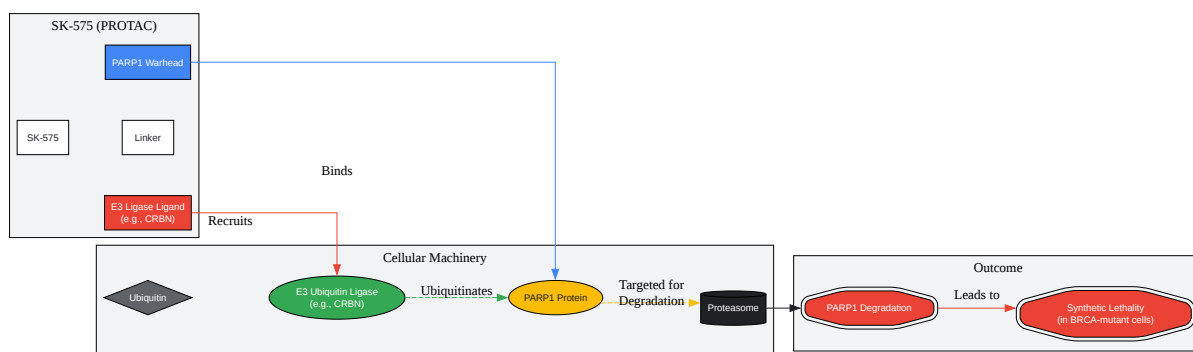 SK-575 (PROTAC)
PARP1 Warhead
SK-575
Linker
Binds
E3 Ligase Ligand
(e.g., CRBN)
Recruits
Cellular Machinery
Ubiquitin
E3 Ubiquitin Ligase
(e.g., CRBN)
Ubiquitinates
PARP1 Protein
Targeted for
Degradation
Proteasome
Outcome
PARP1 Degradation
Leads to
Synthetic Lethality
(in BRCA-mutant cells)